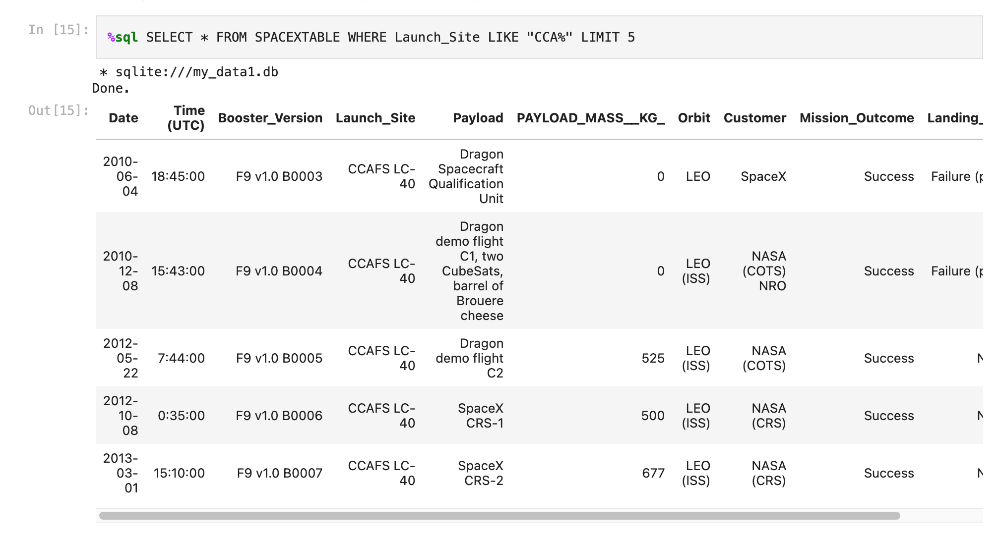 In [15]:
%sql SELECT * FROM SPACEXTABLE WHERE Launch_Site LIKE "CCA%" LIMIT 5
* sqlite:///my_data1.db
Done.
Out[15]:
Date Time (UTC) Booster_Version Launch_Site Payload PAYLOAD_MASS__KG_ Orbit Customer Mission_Outcome Landing_
2010-06-04 18:45:00 F9 v1.0 B0003 CCAFS LC-40 Dragon Spacecraft Qualification Unit 0 LEO SpaceX Success Failure (p
2010-12-08 15:43:00 F9 v1.0 B0004 CCAFS LC-40 Dragon demo flight C1, two CubeSats, barrel of Brouere cheese 0 LEO (ISS) NASA (COTS) NRO Success Failure (p
2012-05-22 7:44:00 F9 v1.0 B0005 CCAFS LC-40 Dragon demo flight C2 525 LEO (ISS) NASA (COTS) Success N
2012-10-08 0:35:00 F9 v1.0 B0006 CCAFS LC-40 SpaceX CRS-1 500 LEO (ISS) NASA (CRS) Success N
2013-03-01 15:10:00 F9 v1.0 B0007 CCAFS LC-40 SpaceX CRS-2 677 LEO (ISS) NASA (CRS) Success N